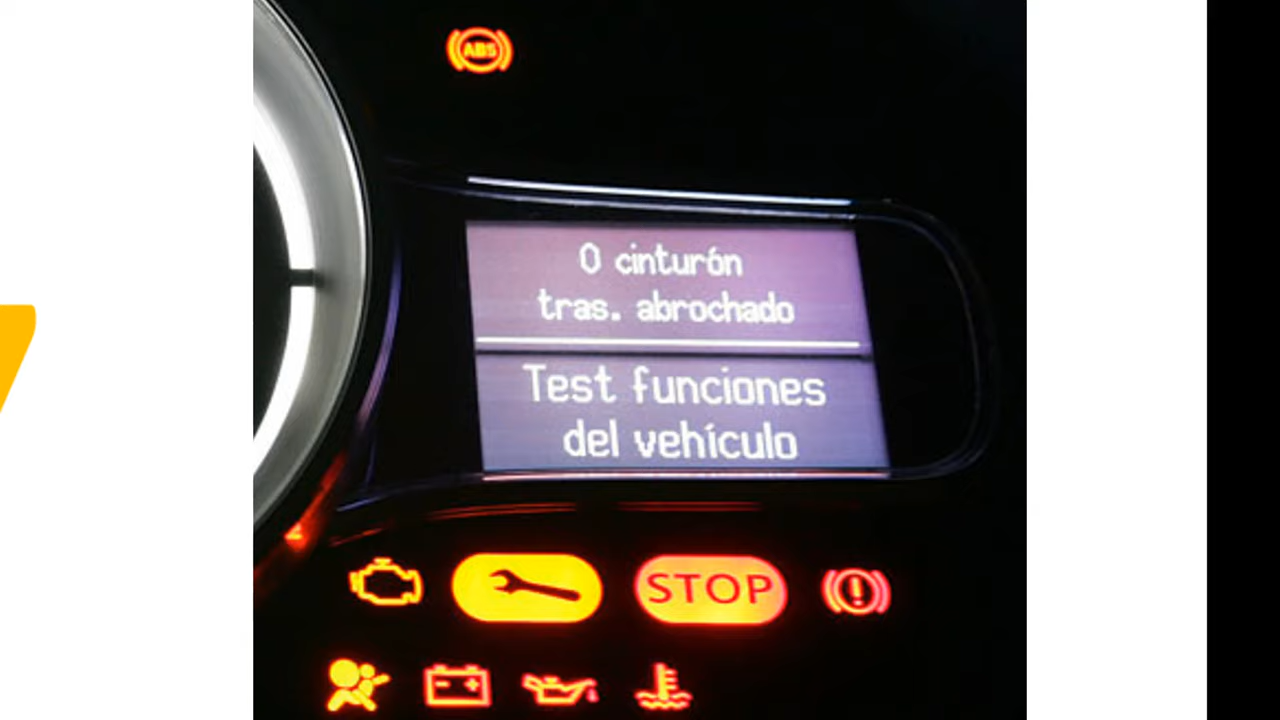 ABS
0 cinturón
tras. abrochado
Test funciones
del vehículo
STOP